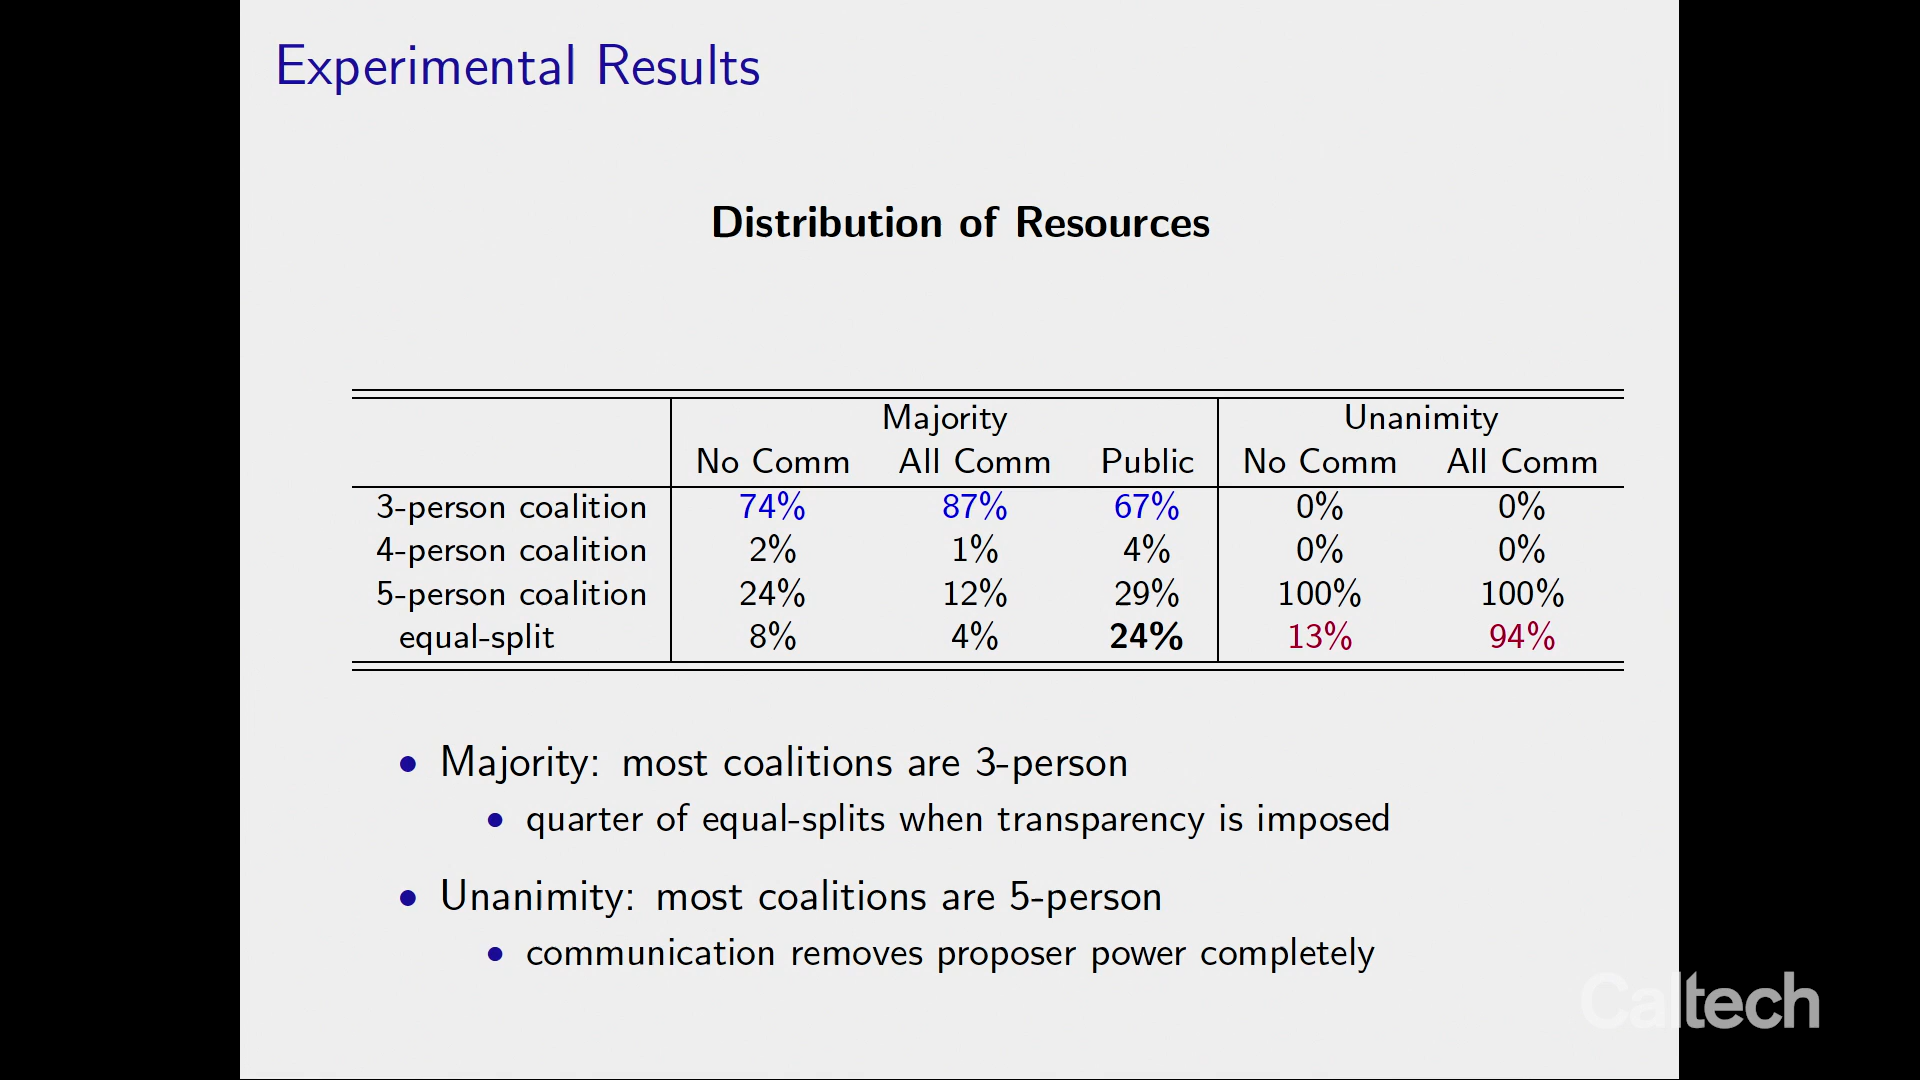 Experimental Results
Distribution of Resources
Majority Unanimity
No Comm All Comm Public No Comm All Comm
3-person coalition 74% 87% 67% 0% 0%
4-person coalition 2% 1% 4% 0% 0%
5-person coalition 24% 12% 29% 100% 100%
equal-split 8% 4% 24% 13% 94%
• Majority: most coalitions are 3-person
• quarter of equal-splits when transparency is imposed
• Unanimity: most coalitions are 5-person
• communication removes proposer power completely
Caltech